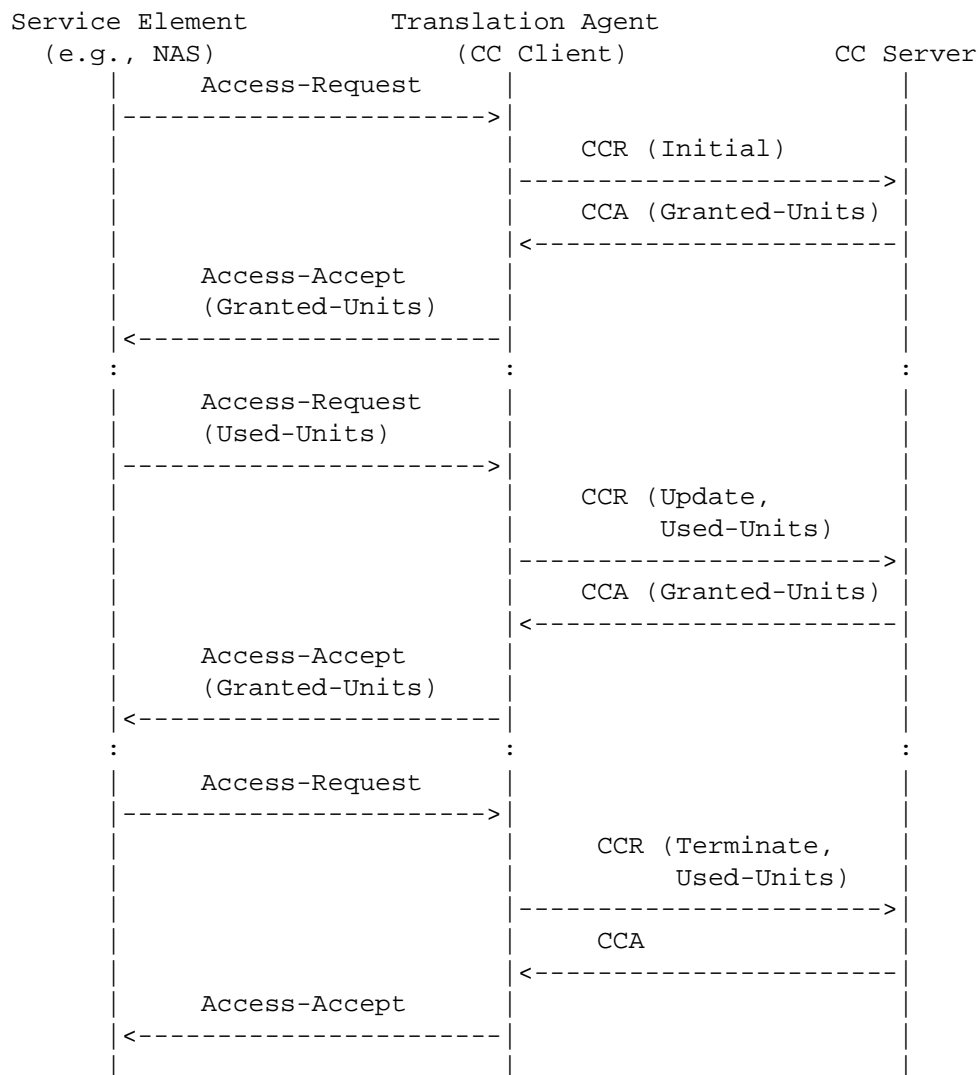 Service Element Translation Agent
(e.g., NAS) (CC Client) CC Server
Access-Request
CCR (Initial)
CCA (Granted-Units)
Access-Accept
(Granted-Units)
Access-Request
(Used-Units)
CCR (Update,
Used-Units)
CCA (Granted-Units)
Access-Accept
(Granted-Units)
Access-Request
CCR (Terminate,
Used-Units)
CCA
Access-Accept